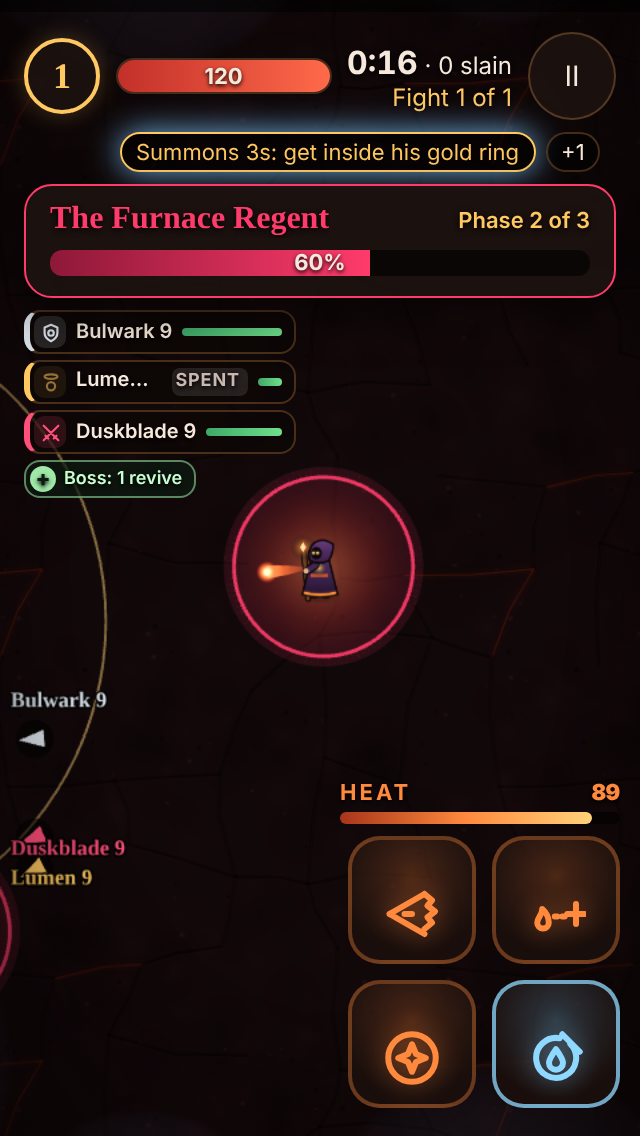 1
120
0:16 · 0 slain
Fight 1 of 1
Summons 3s: get inside his gold ring
+1
The Furnace Regent
Phase 2 of 3
60%
Bulwark 9
Lume... SPENT
Duskblade 9
Boss: 1 revive
Bulwark 9
Duskblade 9
Lumen 9
HEAT 89